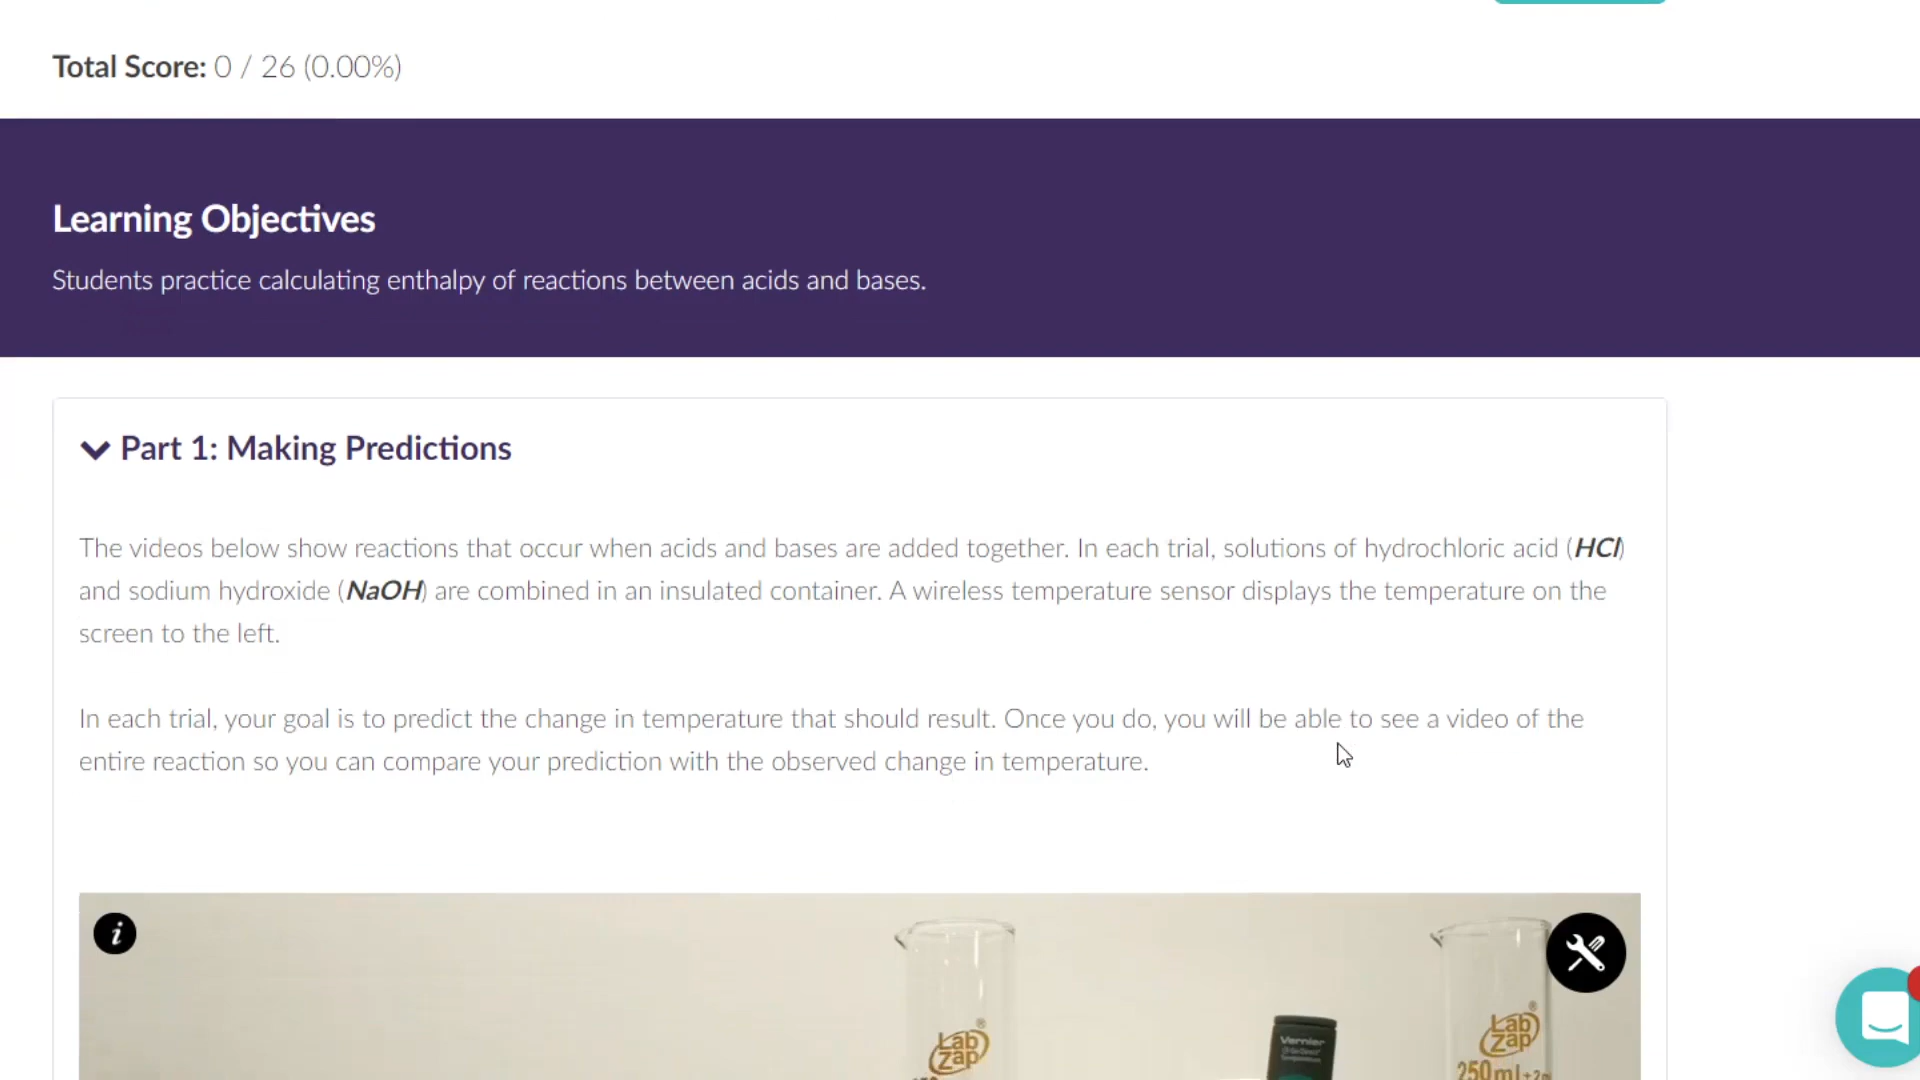 Total Score: 0 / 26 (0.00%)
Learning Objectives
Students practice calculating enthalpy of reactions between acids and bases.
Part 1: Making Predictions
The videos below show reactions that occur when acids and bases are added together. In each trial, solutions of hydrochloric acid (HCl)
and sodium hydroxide (NaOH) are combined in an insulated container. A wireless temperature sensor displays the temperature on the
screen to the left.
In each trial, your goal is to predict the change in temperature that should result. Once you do, you will be able to see a video of the
entire reaction so you can compare your prediction with the observed change in temperature.
i
Lab
Zap
®
Vernier
Lab
Zap
®
250ml